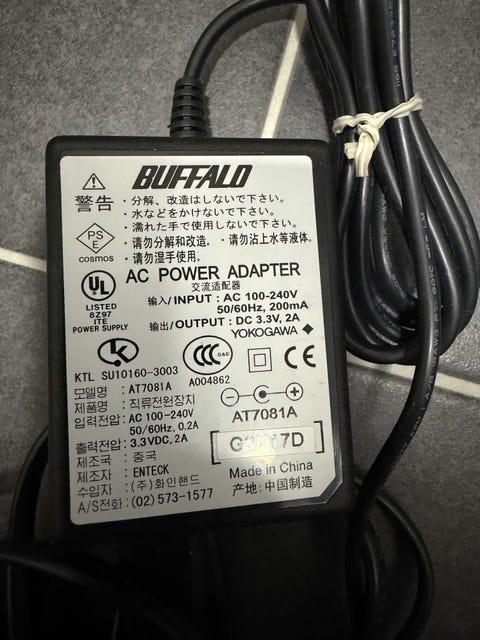 BUFFALO
警告
・分解、改造はしないで下さい。
・水などをかけないで下さい。
・濡れた手で使用しないで下さい。
・请勿分解和改造。 ・请勿沾上水等液体。
・请勿湿手使用。
PS
E
cosmos
UL
LISTED
8Z97
ITE
POWER SUPPLY
AC POWER ADAPTER
交流适配器
输入/INPUT : AC 100-240V
50/60Hz, 200mA
输出/OUTPUT : DC 3.3V, 2A
YOKOGAWA
KTL SU10160-3003
CCC S&E
A004862
CE
모델명 : AT7081A
제품명 : 직류전원장치
입력전압: AC 100-240V
50/60Hz, 0.2A
출력전압: 3.3VDC, 2A
제조국 : 중국
제조자 : ENTECK
수입자 : (주)화인핸드
A/S전화 : (02) 573-1577
AT7081A
Made in China
产地: 中国制造